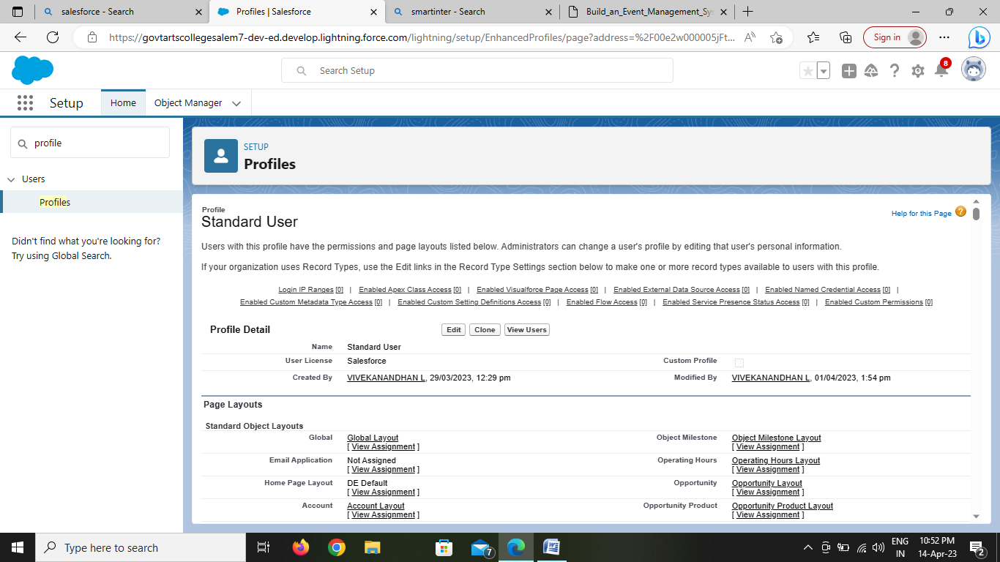 salesforce - Search
Profiles | Salesforce
smartinter - Search
Build_an_Event_Management_Sys
https://govtartscollegesalem7-dev-ed.develop.lightning.force.com/lightning/setup/EnhancedProfiles/page?address=%2F00e2w000005jFt...
Sign in
Search Setup
8
Setup
Home
Object Manager
profile
Users
Profiles
Didn't find what you're looking for?
Try using Global Search.
SETUP
Profiles
Profile
Standard User
Help for this Page ?
Users with this profile have the permissions and page layouts listed below. Administrators can change a user's profile by editing that user's personal information.
If your organization uses Record Types, use the Edit links in the Record Type Settings section below to make one or more record types available to users with this profile.
Login IP Ranges [0] | Enabled Apex Class Access [0] | Enabled Visualforce Page Access [0] | Enabled External Data Source Access [0] | Enabled Named Credential Access [0] |
Enabled Custom Metadata Type Access [0] | Enabled Custom Setting Definitions Access [0] | Enabled Flow Access [0] | Enabled Service Presence Status Access [0] | Enabled Custom Permissions [0]
Profile Detail Edit Clone View Users
Name Standard User
User License Salesforce Custom Profile
Created By VIVEKANANDHAN L, 29/03/2023, 12:29 pm Modified By VIVEKANANDHAN L, 01/04/2023, 1:54 pm
Page Layouts
Standard Object Layouts
Global Global Layout Object Milestone Object Milestone Layout
[ View Assignment ] [ View Assignment ]
Email Application Not Assigned Operating Hours Operating Hours Layout
[ View Assignment ] [ View Assignment ]
Home Page Layout DE Default Opportunity Opportunity Layout
[ View Assignment ] [ View Assignment ]
Account Account Layout Opportunity Product Opportunity Product Layout
[ View Assignment ] [ View Assignment ]
Type here to search
7
ENG
IN
10:52 PM
14-Apr-23
2